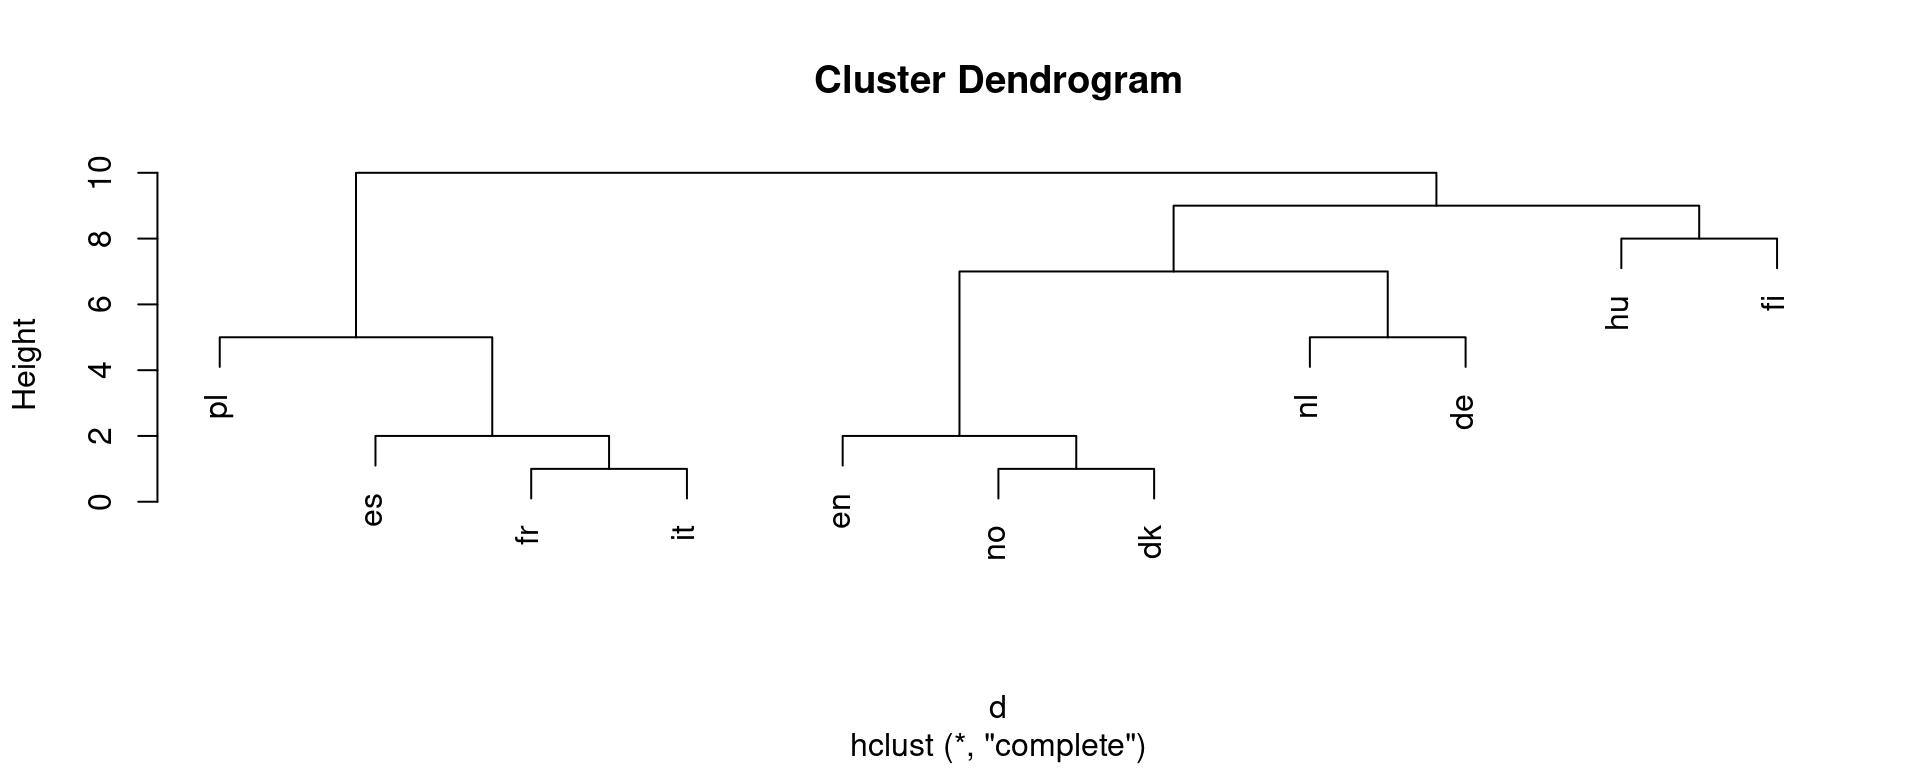 Cluster Dendrogram
Height
10
8
6
4
2
0
pl
es
fr
it
en
no
dk
nl
de
hu
fi
d
hclust (*, "complete")